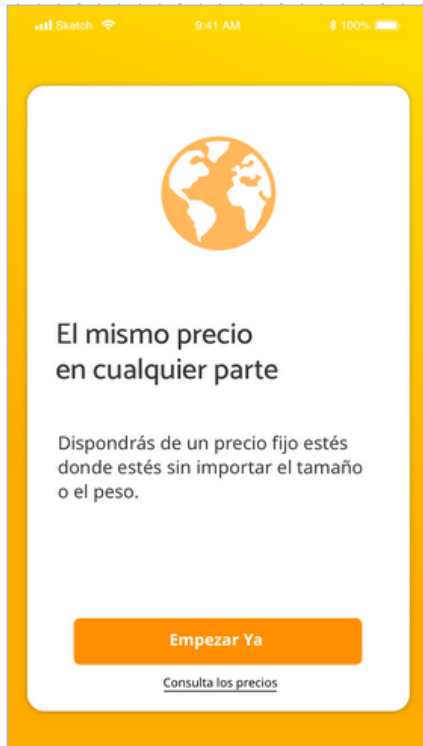 Sketch 9:41 AM 100%
El mismo precio
en cualquier parte
Dispondrás de un precio fijo estés
donde estés sin importar el tamaño
o el peso.
Empezar Ya
Consulta los precios